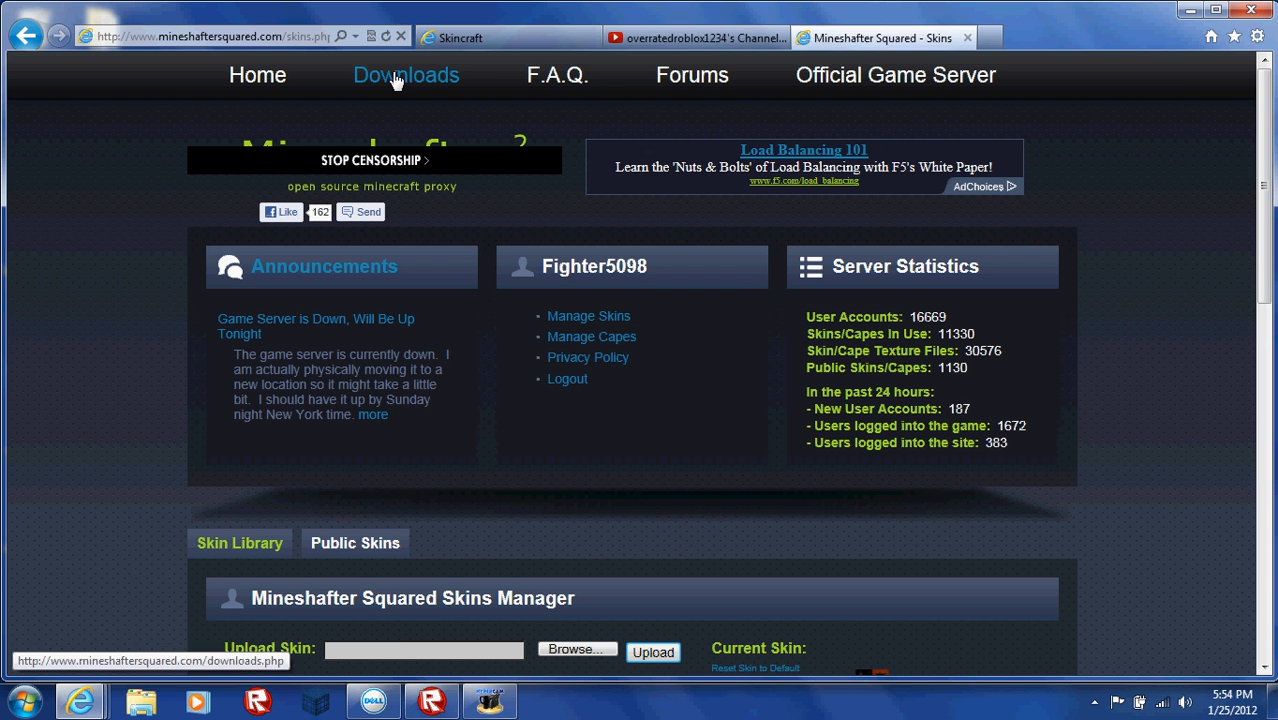 http://www.mineshaftersquared.com/skins.php
Skincraft
overratedroblox1234's Channel...
Mineshafter Squared - Skins
Home
Downloads
F.A.Q.
Forums
Official Game Server
2
STOP CENSORSHIP >
open source minecraft proxy
Like
162
Send
Load Balancing 101
Learn the 'Nuts & Bolts' of Load Balancing with F5's White Paper!
www.f5.com/load_balancing
AdChoices
Announcements
Game Server is Down, Will Be Up
Tonight
The game server is currently down. I
am actually physically moving it to a
new location so it might take a little
bit. I should have it up by Sunday
night New York time. more
Fighter5098
• Manage Skins
• Manage Capes
• Privacy Policy
• Logout
Server Statistics
User Accounts: 16669
Skins/Capes In Use: 11330
Skin/Cape Texture Files: 30576
Public Skins/Capes: 1130
In the past 24 hours:
- New User Accounts: 187
- Users logged into the game: 1672
- Users logged into the site: 383
Skin Library
Public Skins
Mineshafter Squared Skins Manager
Upload Skin:
Browse...
Upload
Current Skin:
Reset Skin to Default
http://www.mineshaftersquared.com/downloads.php
DELL
5:54 PM
1/25/2012